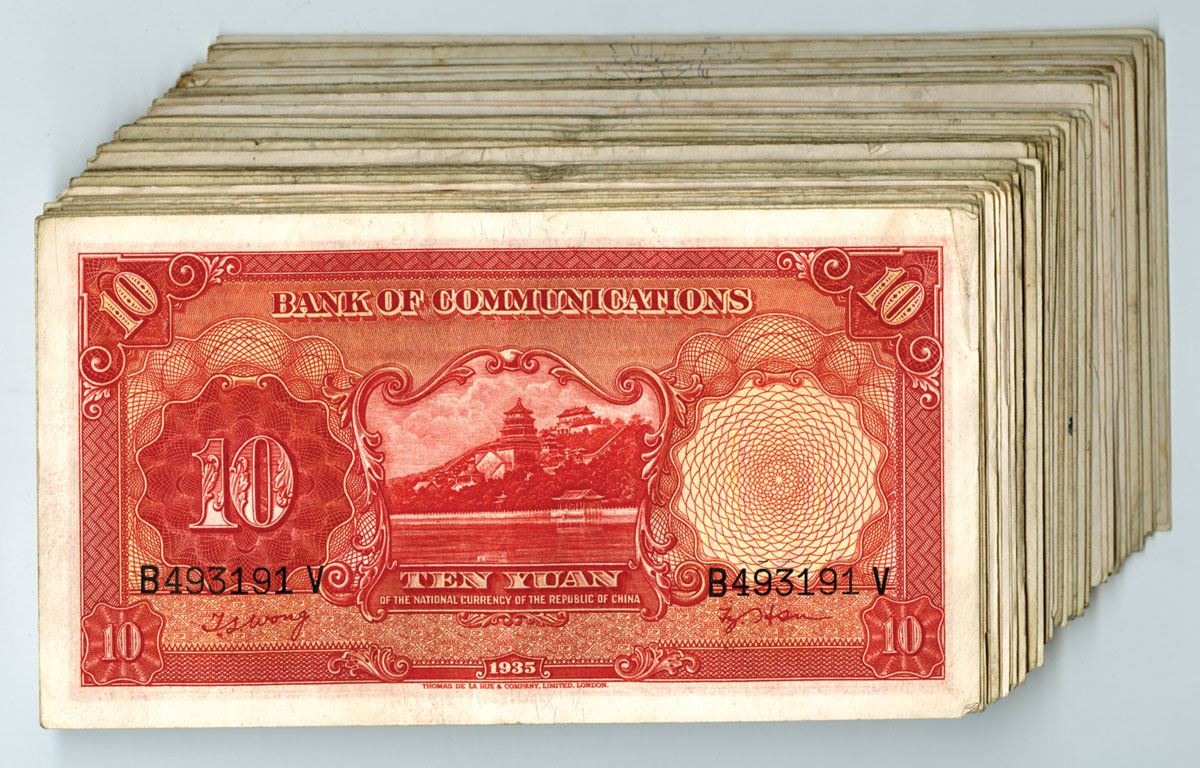 10 10
BANK OF COMMUNICATIONS
10
B493191 V B493191 V
TEN YUAN
OF THE NATIONAL CURRENCY OF THE REPUBLIC OF CHINA
10 10
1935
THOMAS DE LA RUE & COMPANY, LIMITED, LONDON.